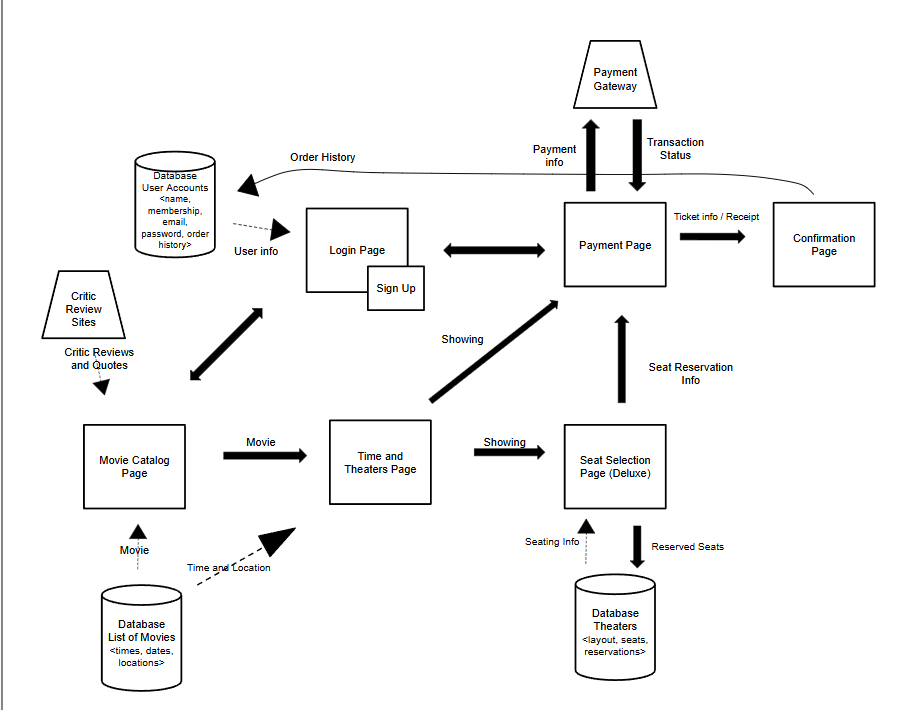 Payment
Gateway
Payment
info
Transaction
Status
Order History
Database
User Accounts
<name,
membership,
email,
password, order
history>
User info
Login Page
Sign Up
Payment Page
Ticket info / Receipt
Confirmation
Page
Critic
Review
Sites
Critic Reviews
and Quotes
Showing
Seat Reservation
Info
Movie Catalog
Page
Movie
Time and
Theaters Page
Showing
Seat Selection
Page (Deluxe)
Movie
Time and Location
Seating Info
Reserved Seats
Database
List of Movies
<times, dates,
locations>
Database
Theaters
<layout, seats,
reservations>